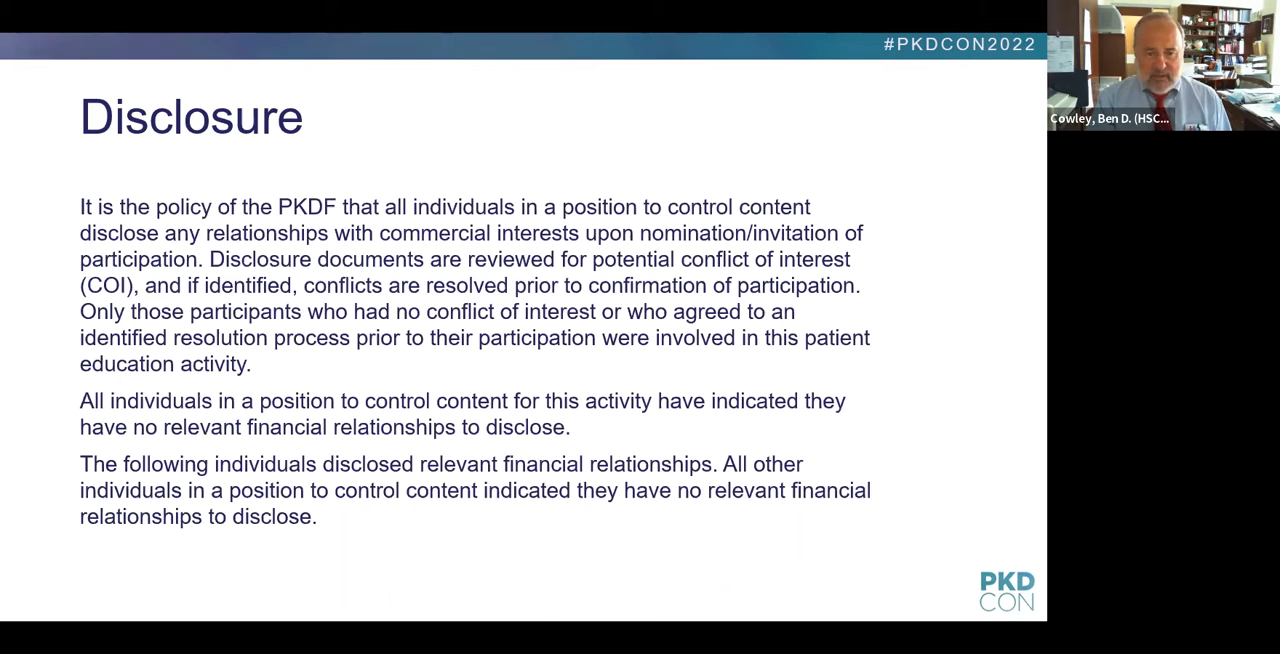 #PKDCON2022
Disclosure
It is the policy of the PKDF that all individuals in a position to control content
disclose any relationships with commercial interests upon nomination/invitation of
participation. Disclosure documents are reviewed for potential conflict of interest
(COI), and if identified, conflicts are resolved prior to confirmation of participation.
Only those participants who had no conflict of interest or who agreed to an
identified resolution process prior to their participation were involved in this patient
education activity.
All individuals in a position to control content for this activity have indicated they
have no relevant financial relationships to disclose.
The following individuals disclosed relevant financial relationships. All other
individuals in a position to control content indicated they have no relevant financial
relationships to disclose.
PKD
CON
Cowley, Ben D. (HSC...